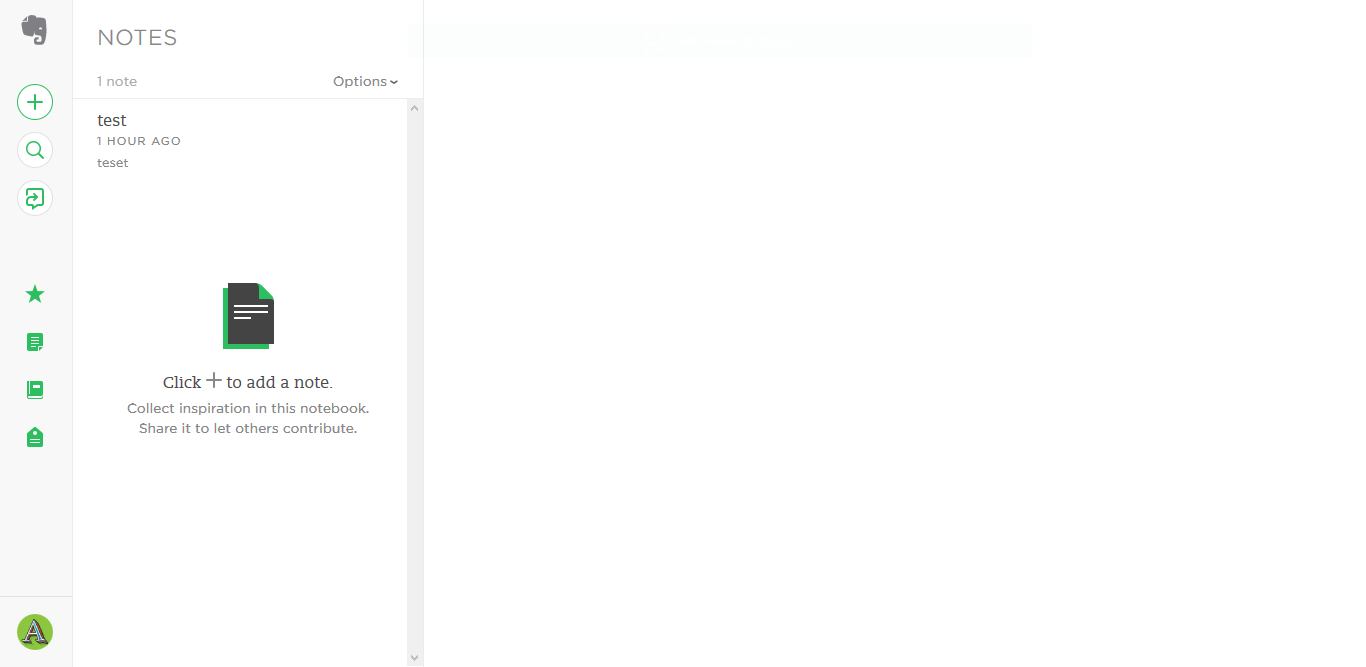 NOTES
1 note
Options
test
1 HOUR AGO
teset
Click + to add a note.
Collect inspiration in this notebook.
Share it to let others contribute.
A